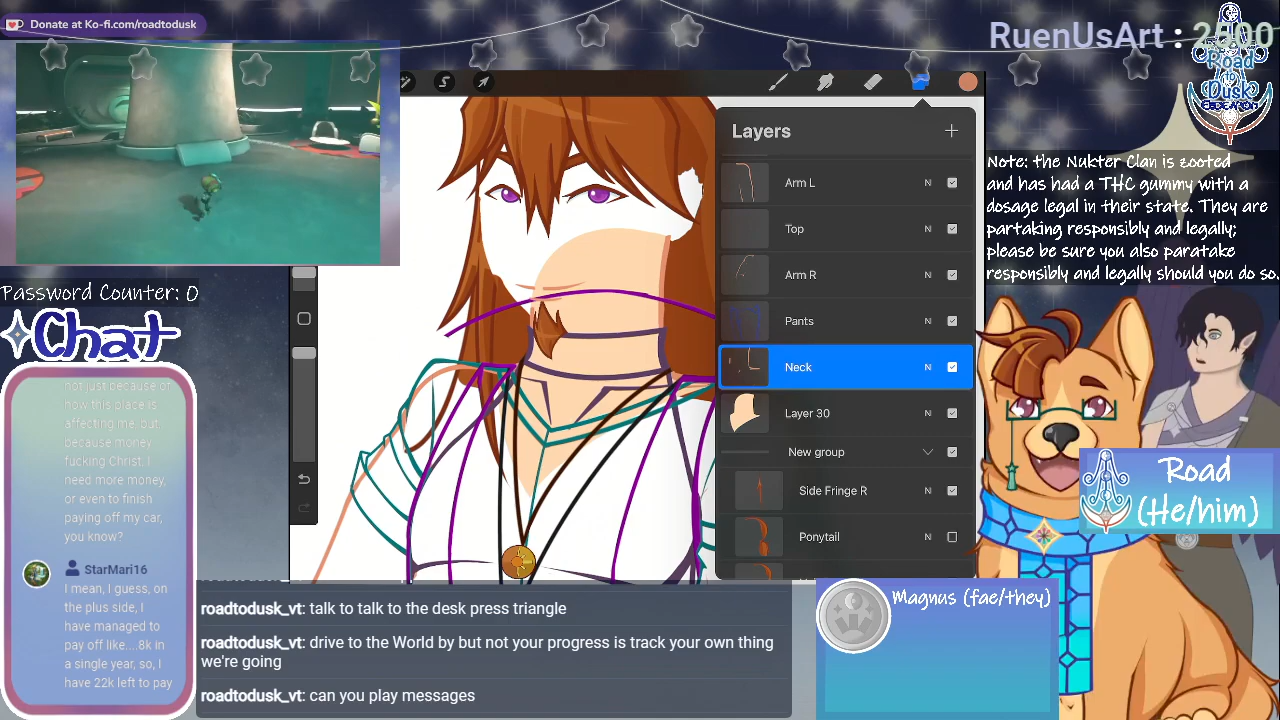 Donate at Ko-fi.com/roadtodusk
RuenUsArt : 2500
Road
to
Dusk
Note: the Nukter Clan is zooted
and has had a THC gummy with a
dosage legal in their state. They are
partaking responsibly and legally;
please be sure you also paratake
responsibly and legally should you do so.
Layers
Arm L N
Top N
Arm R N
Pants N
Neck N
Layer 30 N
New group
Side Fringe R N
Ponytail N
Password Counter: 0
Chat
not just because of
how this place is
affecting me, but..
because money
fucking Christ. I
need more money,
or even to finish
paying off my car,
you know?
StarMari16
I mean, I guess, on
the plus side, I
have managed to
pay off like....8k in
a single year, so, I
have 22k left to pay
roadtodusk_vt: talk to talk to the desk press triangle
roadtodusk_vt: drive to the World by but not your progress is track your own thing
we're going
roadtodusk_vt: can you play messages
Road
(He/him)
Magnus (fae/they)